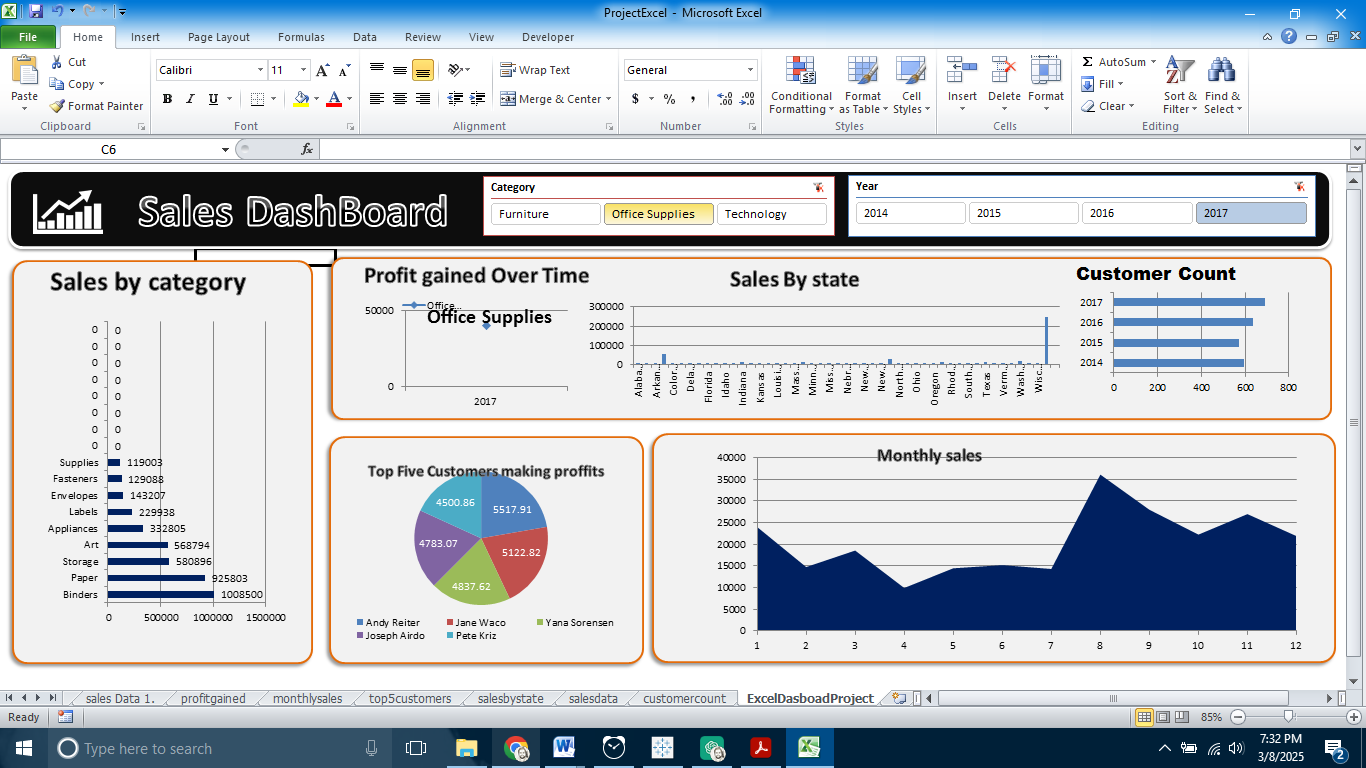 ProjectExcel - Microsoft Excel
File Home Insert Page Layout Formulas Data Review View Developer
Paste
Cut
Copy
Format Painter
Clipboard
Calibri 11
B I U
Font
Wrap Text
Merge & Center
Alignment
General
$ % ,
Number
Conditional Formatting
Format as Table
Cell Styles
Styles
Insert Delete Format
Cells
AutoSum
Fill
Clear
Sort & Filter
Find & Select
Editing
C6
fx
Sales DashBoard
Category
Furniture Office Supplies Technology
Year
2014 2015 2016 2017
Sales by category
0 0
0 0
0 0
0 0
0 0
0 0
0 0
0 0
Supplies 119003
Fasteners 129088
Envelopes 143207
Labels 229938
Appliances 332805
Art 568794
Storage 580896
Paper 925803
Binders 1008500
0 500000 1000000 1500000
Profit gained Over Time
Office...
Office Supplies
50000
0
2017
Sales By state
300000
200000
100000
0
Alaba... Arkan... Color... Dela... Florida Idaho Indiana Kansas Louisi... Mass... Minn... Miss... Nebr... New... New... North... Ohio Oregon Rhod... South... Texas Verm... Wash... Wisc...
Customer Count
2017
2016
2015
2014
0 200 400 600 800
Top Five Customers making proffits
4500.86 5517.91
4783.07 5122.82
4837.62
Andy Reiter Jane Waco Yana Sorensen
Joseph Airdo Pete Kriz
Monthly sales
40000
35000
30000
25000
20000
15000
10000
5000
0
1 2 3 4 5 6 7 8 9 10 11 12
sales Data 1. profitgained monthlysales top5customers salesbystate salesdata customercount ExcelDasboadProject
Ready
85%
Type here to search
7:32 PM
3/8/2025
2